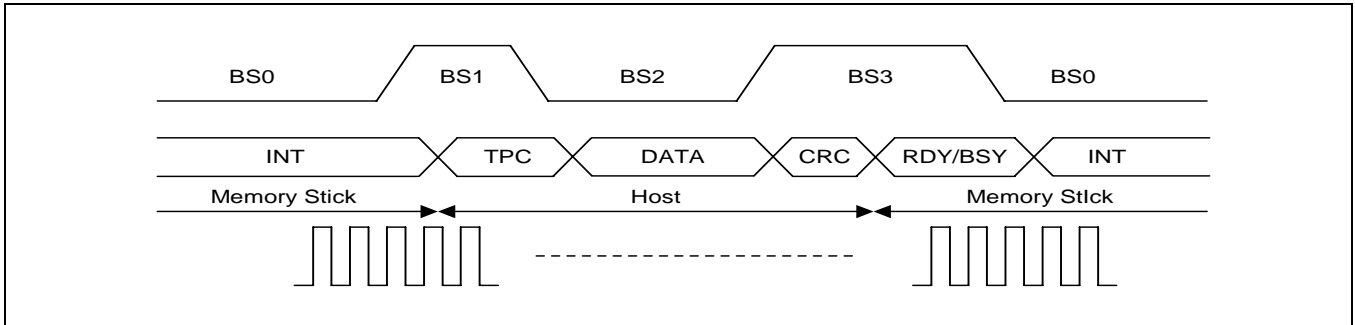 BS0 BS1 BS2 BS3 BS0
INT TPC DATA CRC RDY/BSY INT
Memory Stick Host Memory StIck